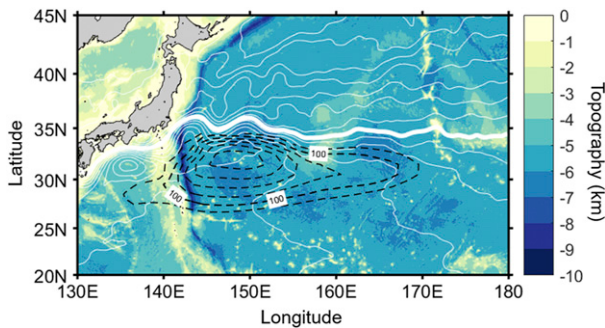 45N
40N
35N
30N
25N
20N
Latitude
130E 140E 150E 160E 170E 180
Longitude
100
100
100
0
-1
-2
-3
-4
-5
-6
-7
-8
-9
-10
Topography (km)